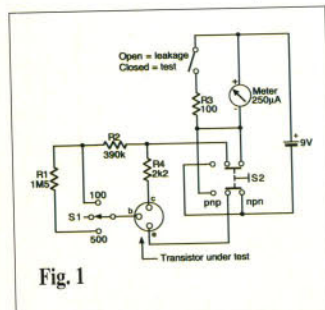 Open = leakage
Closed = test
+
Meter
250µA
-
R3
100
+
9V
R2
390k
R1
1M5
R4
2k2
100
S2
S1
c
b
e
pnp
npn
500
Transistor under test
Fig. 1